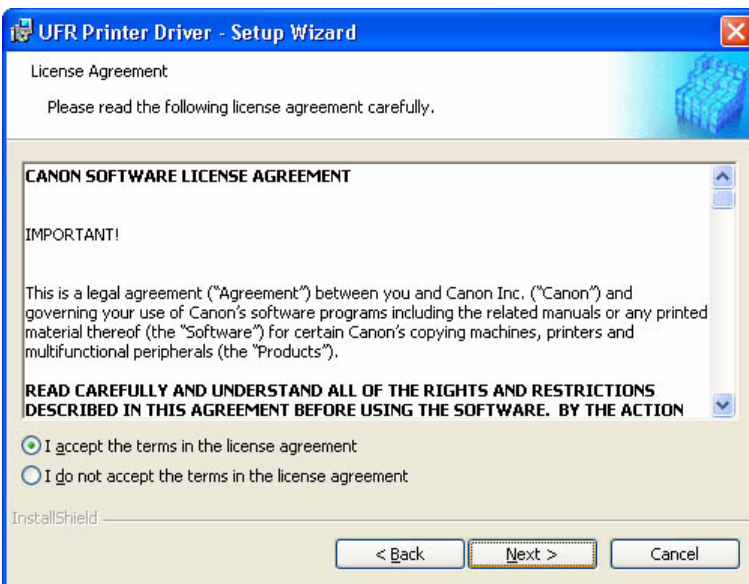 UFR Printer Driver - Setup Wizard
License Agreement
Please read the following license agreement carefully.
CANON SOFTWARE LICENSE AGREEMENT
IMPORTANT!
This is a legal agreement (“Agreement”) between you and Canon Inc. (“Canon”) and
governing your use of Canon’s software programs including the related manuals or any printed
material thereof (the “Software”) for certain Canon’s copying machines, printers and
multifunctional peripherals (the “Products”).
READ CAREFULLY AND UNDERSTAND ALL OF THE RIGHTS AND RESTRICTIONS
DESCRIBED IN THIS AGREEMENT BEFORE USING THE SOFTWARE.  BY THE ACTION
I accept the terms in the license agreement
I do not accept the terms in the license agreement
InstallShield
< Back
Next >
Cancel